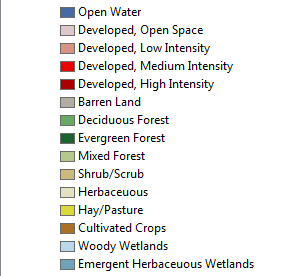 Open Water
Developed, Open Space
Developed, Low Intensity
Developed, Medium Intensity
Developed, High Intensity
Barren Land
Deciduous Forest
Evergreen Forest
Mixed Forest
Shrub/Scrub
Herbaceuous
Hay/Pasture
Cultivated Crops
Woody Wetlands
Emergent Herbaceuous Wetlands